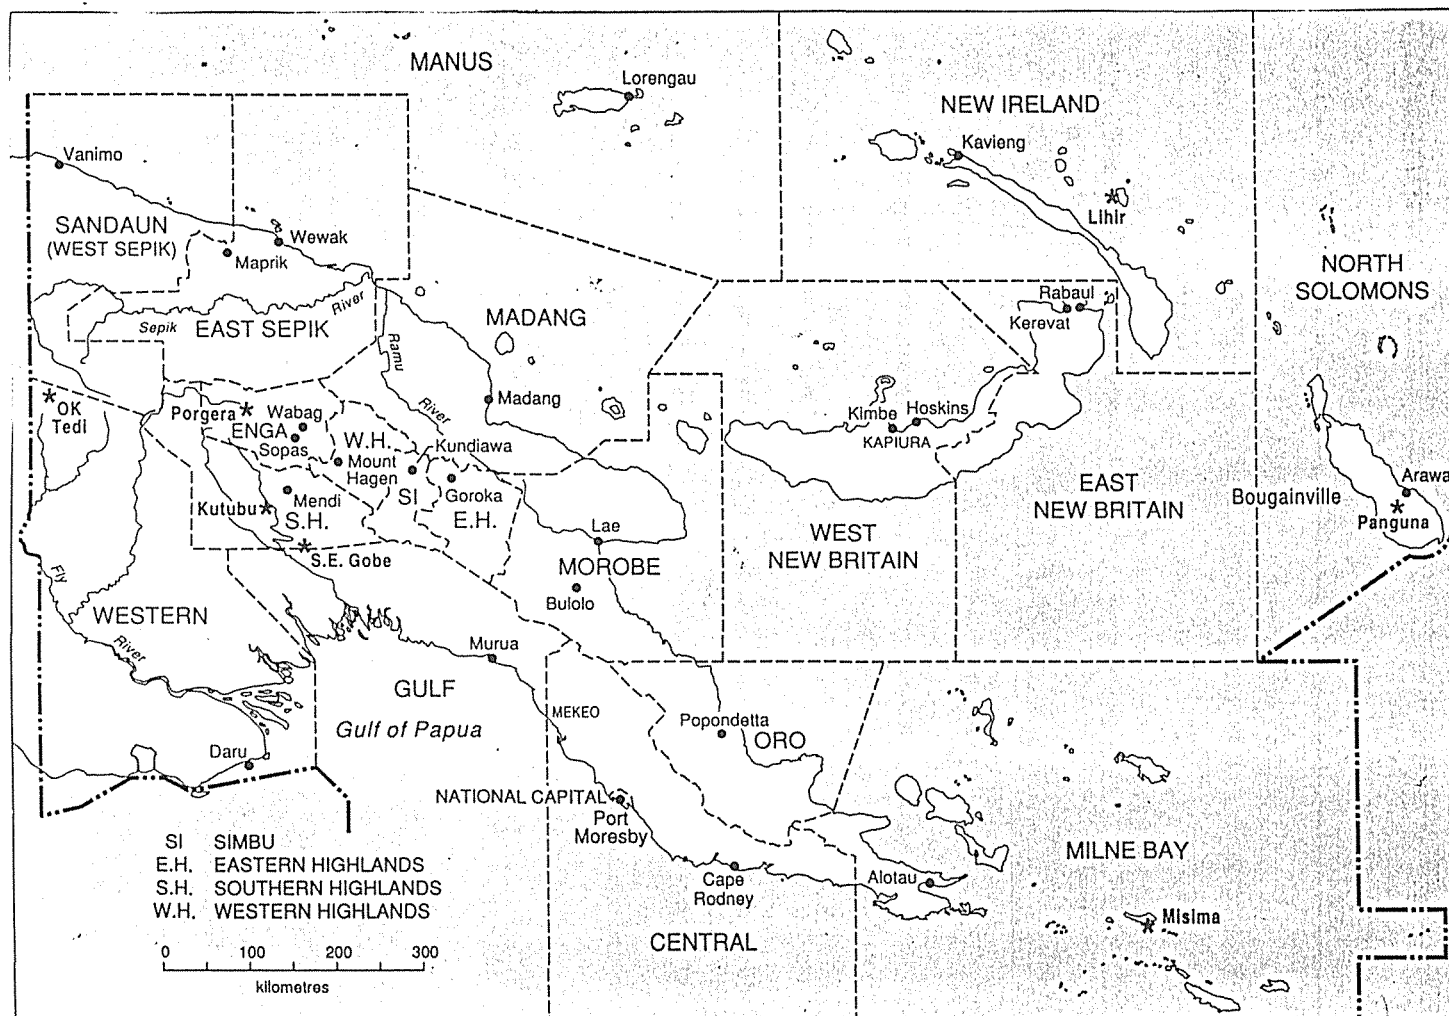 MANUS
Lorengau
NEW IRELAND
Kavieng
Vanimo
Lihir
SANDAUN
(WEST SEPIK)
Wewak
Maprik
NORTH
SOLOMONS
Sepik
River
EAST SEPIK
MADANG
Rabaul
Kerevat
Ramu
River
OK
Tedi
Porgera
Wabag
ENGA
Sopas
Madang
Kimbe
Hoskins
KAPIURA
W.H.
Kundiawa
Mount
Hagen
SI
Goroka
E.H.
Mendi
Kutubu
S.H.
S.E. Gobe
Lae
MOROBE
Bulolo
WEST
NEW BRITAIN
EAST
NEW BRITAIN
Bougainville
Arawa
Panguna
Fly
River
WESTERN
Murua
GULF
Gulf of Papua
MEKEO
Popondetta
ORO
Daru
NATIONAL CAPITAL
Port
Moresby
Cape
Rodney
Alotau
MILNE BAY
Misima
CENTRAL
SI SIMBU
E.H. EASTERN HIGHLANDS
S.H. SOUTHERN HIGHLANDS
W.H. WESTERN HIGHLANDS
0 100 200 300
kilometres